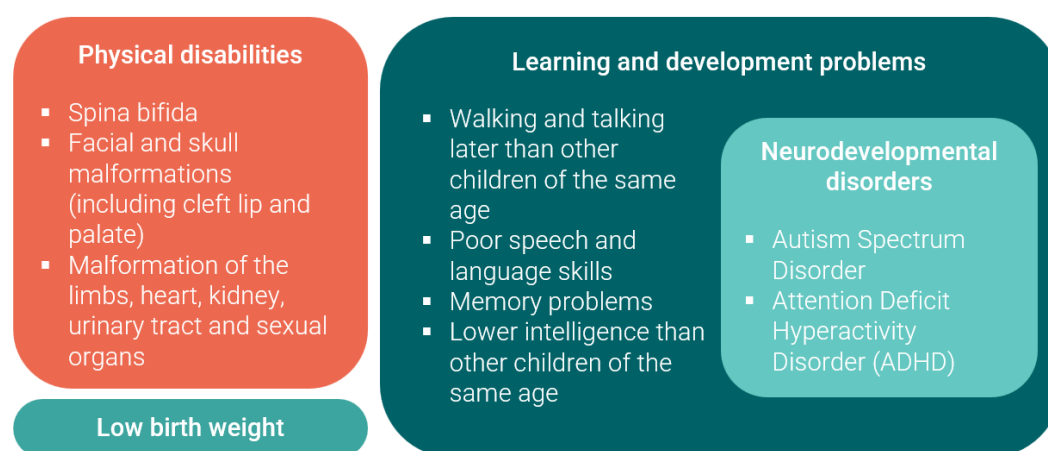 Physical disabilities
▪ Spina bifida
▪ Facial and skull
malformations
(including cleft lip and
palate)
▪ Malformation of the
limbs, heart, kidney,
urinary tract and sexual
organs
Low birth weight
Learning and development problems
▪ Walking and talking
later than other
children of the same
age
▪ Poor speech and
language skills
▪ Memory problems
▪ Lower intelligence than
other children of the
same age
Neurodevelopmental
disorders
▪ Autism Spectrum
Disorder
▪ Attention Deficit
Hyperactivity
Disorder (ADHD)